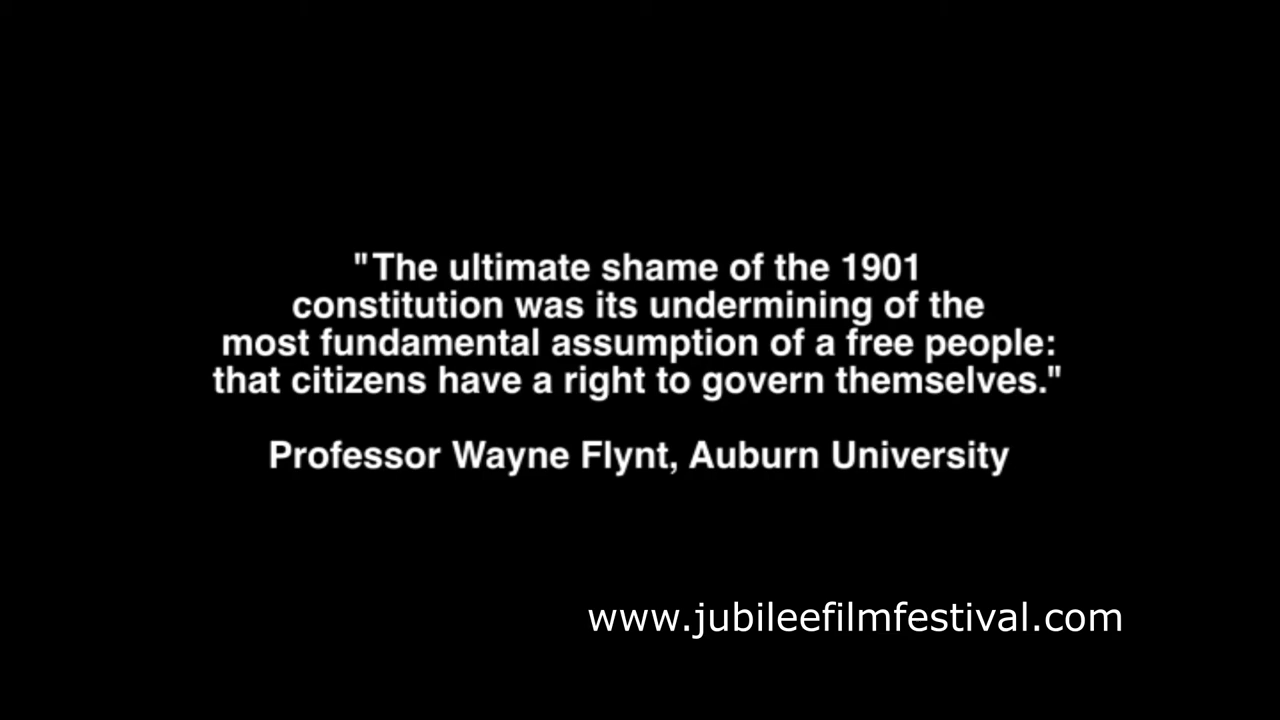 "The ultimate shame of the 1901
constitution was its undermining of the
most fundamental assumption of a free people:
that citizens have a right to govern themselves."
Professor Wayne Flynt, Auburn University
www.jubileefilmfestival.com